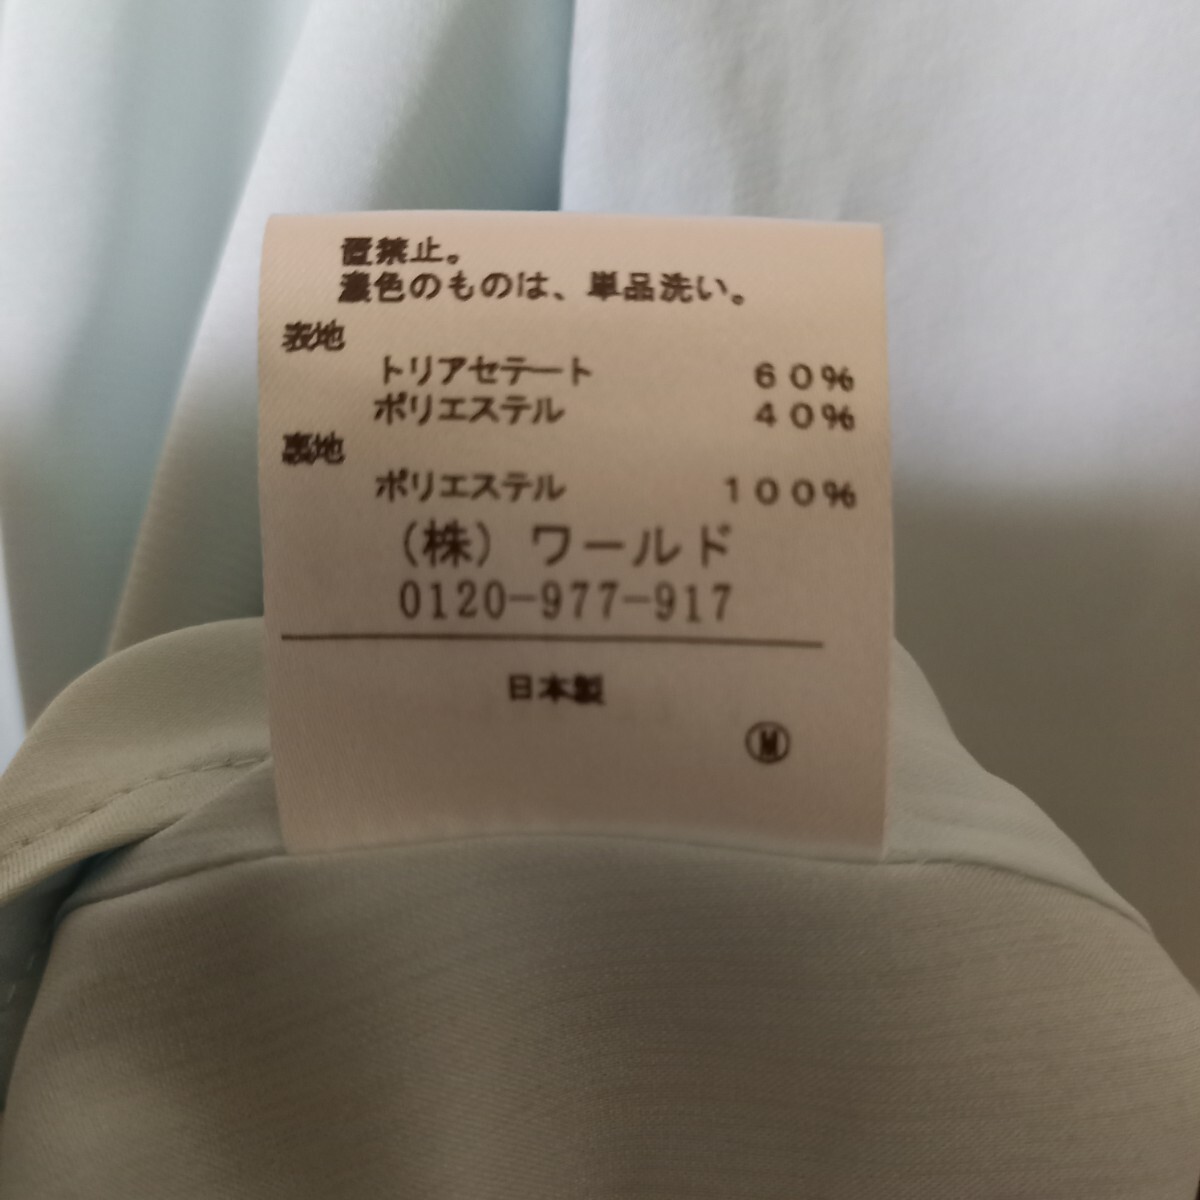 置禁止。
濃色のものは、単品洗い。
表地
トリアセテート 60%
ポリエステル 40%
裏地
ポリエステル 100%
(株) ワールド
0120-977-917
日本製
Ⓜ